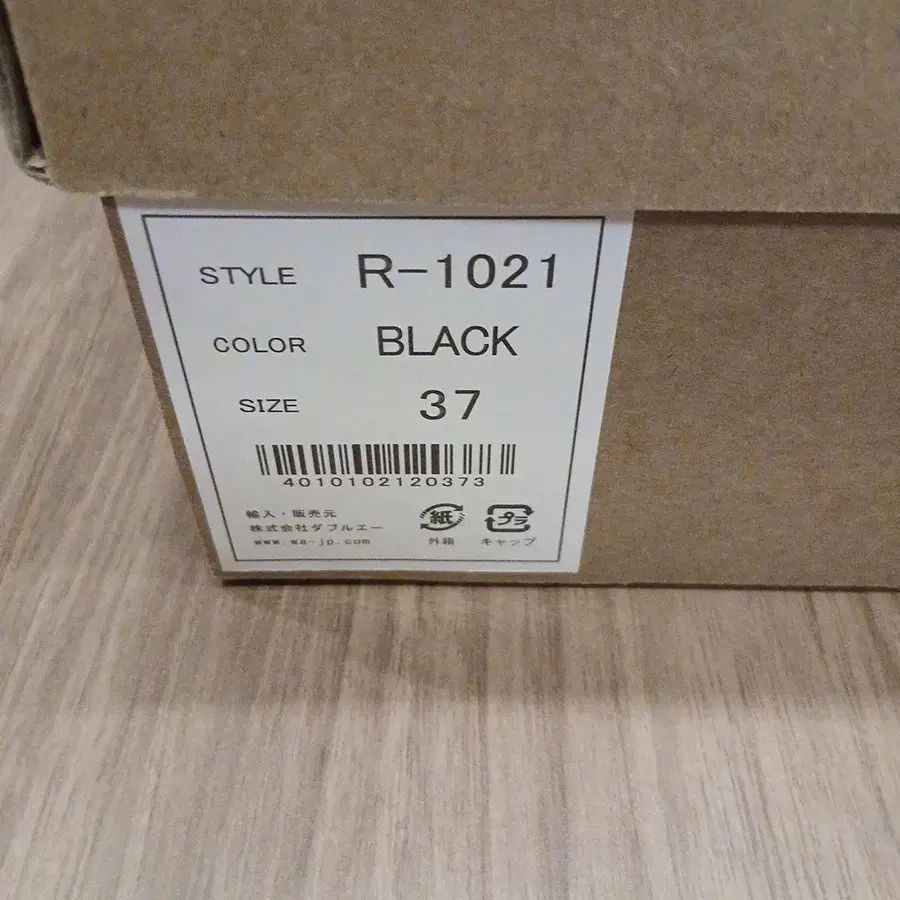 STYLE R-1021
COLOR BLACK
SIZE 37
4010102120373
輸入・販売元
株式会社ダブルエー
www.wa-jp.com
紙 プラ
外箱 キャップ